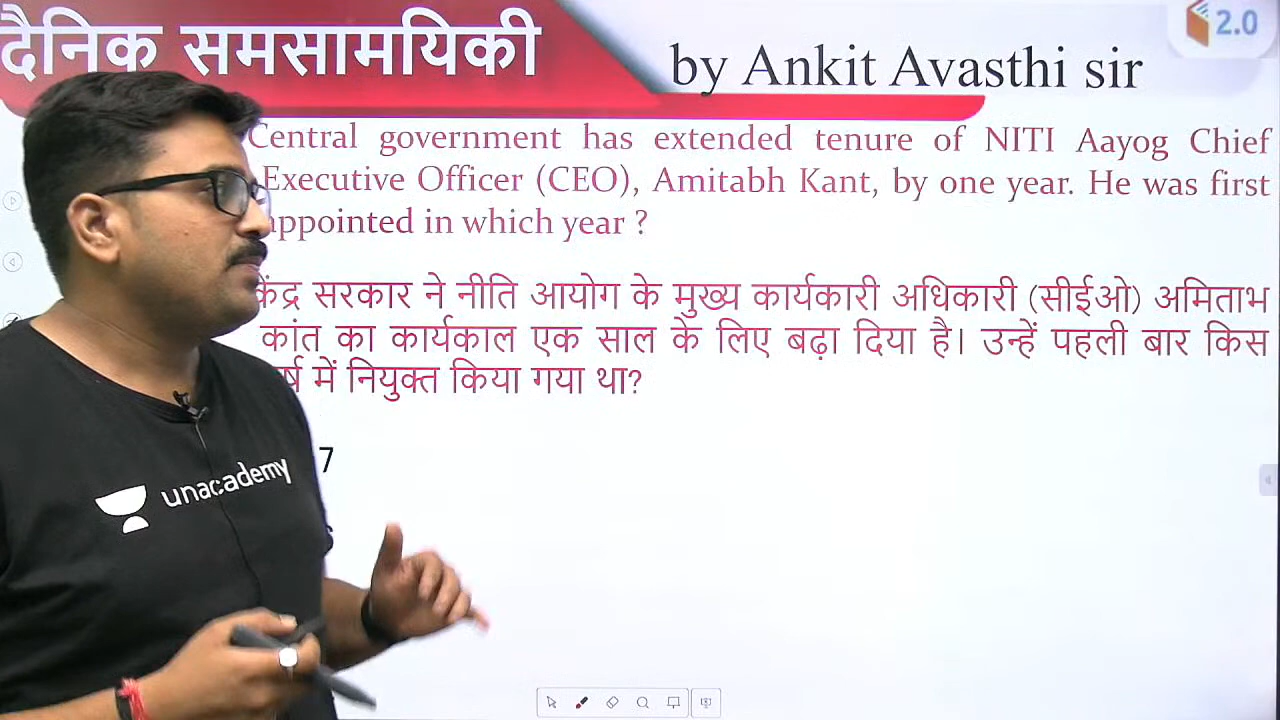 दैनिक समसामयिकी
by Ankit Avasthi sir
2.0
Central government has extended tenure of NITI Aayog Chief
Executive Officer (CEO), Amitabh Kant, by one year. He was first
appointed in which year ?
केंद्र सरकार ने नीति आयोग के मुख्य कार्यकारी अधिकारी (सीईओ) अमिताभ
कांत का कार्यकाल एक साल के लिए बढ़ा दिया है। उन्हें पहली बार किस
में नियुक्त किया गया था?
7
unacademy